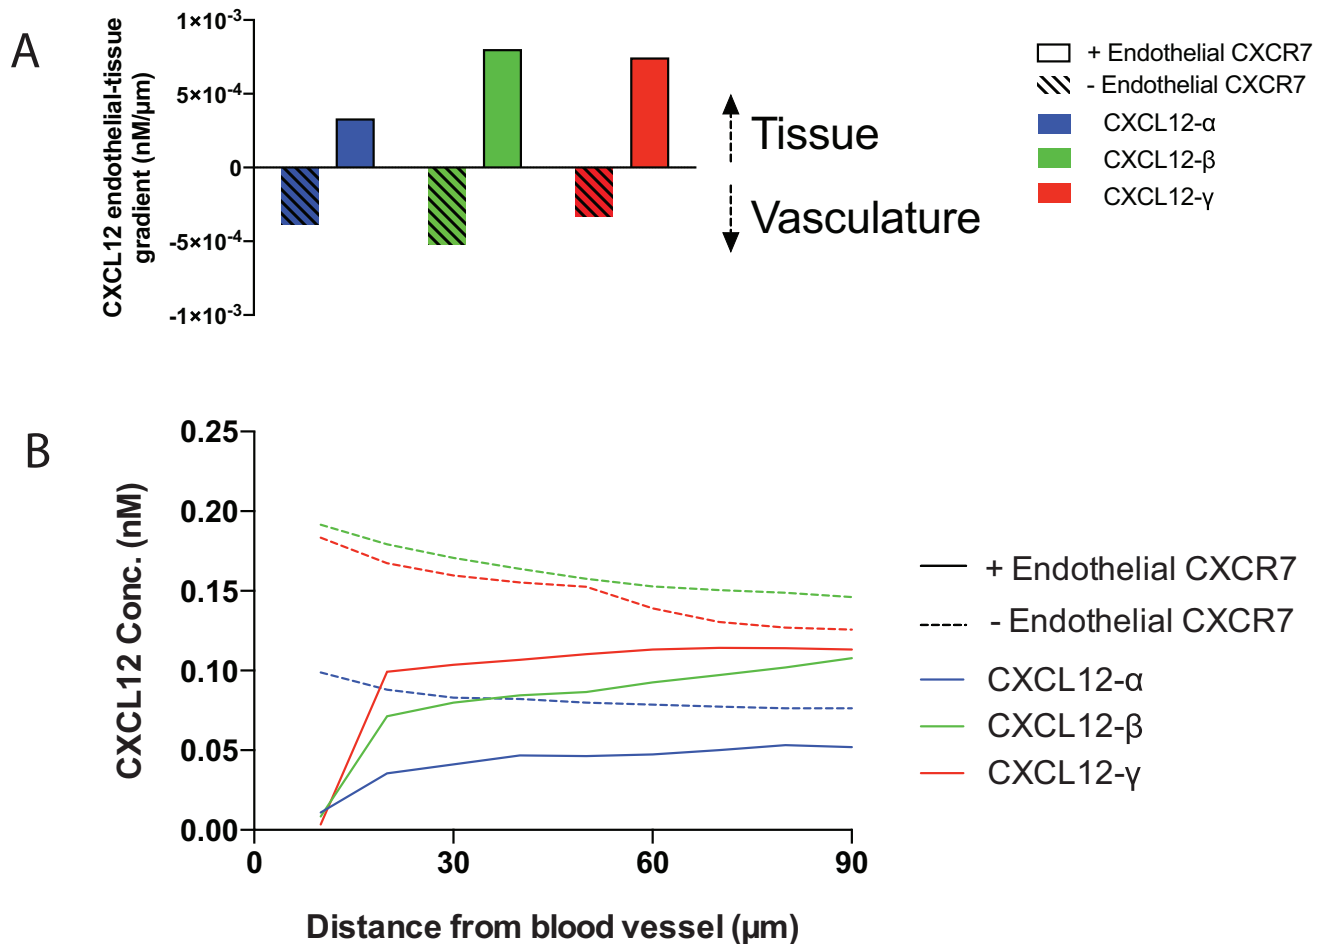 A
CXCL12 endothelial-tissue
gradient (nM/µm)
1×10⁻³
5×10⁻⁴
0
-5×10⁻⁴
-1×10⁻³
Tissue
Vasculature
+ Endothelial CXCR7
- Endothelial CXCR7
CXCL12-α
CXCL12-β
CXCL12-γ
B
CXCL12 Conc. (nM)
0.25
0.20
0.15
0.10
0.05
0.00
0 30 60 90
Distance from blood vessel (µm)
+ Endothelial CXCR7
- Endothelial CXCR7
CXCL12-α
CXCL12-β
CXCL12-γ